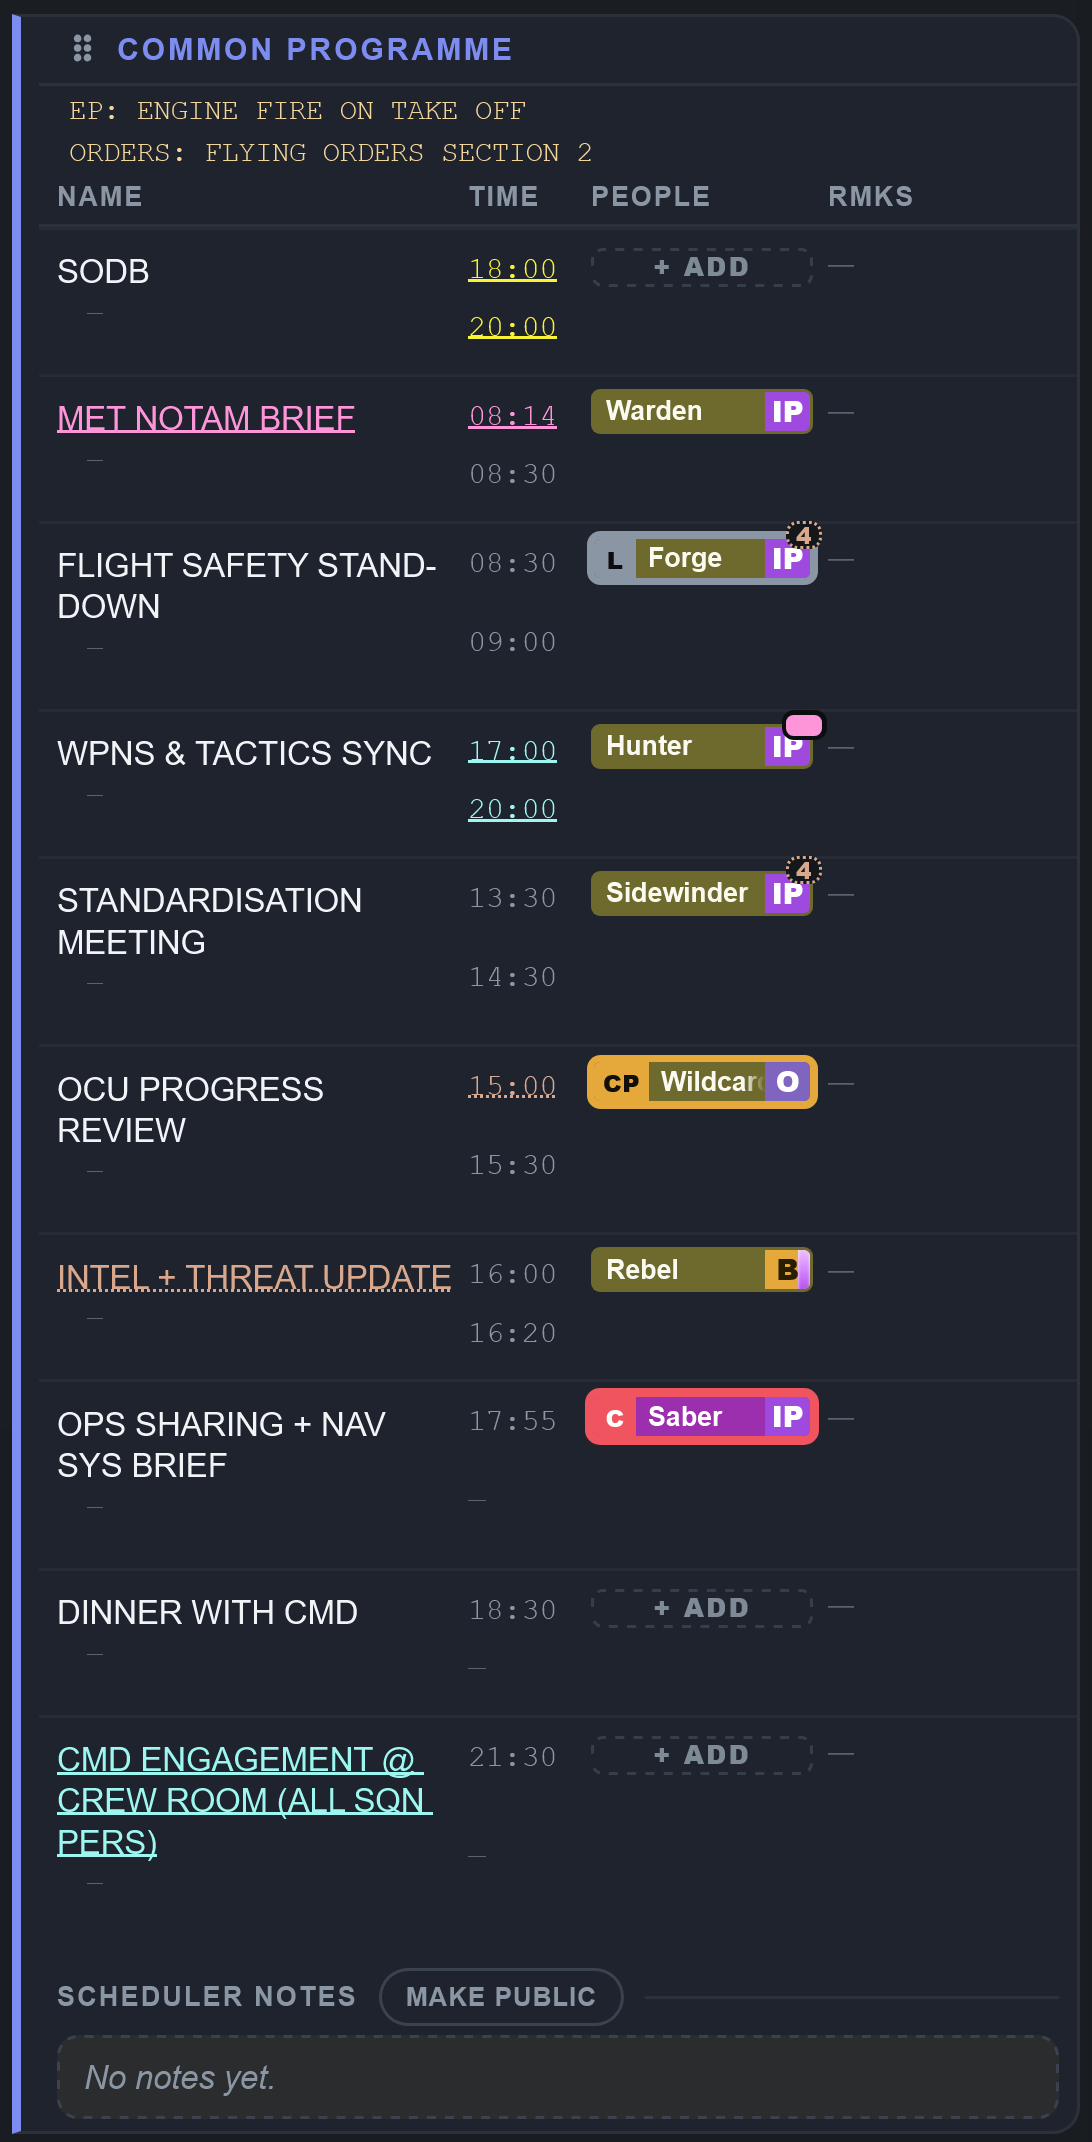 COMMON PROGRAMME
EP: ENGINE FIRE ON TAKE OFF
ORDERS: FLYING ORDERS SECTION 2
NAME TIME PEOPLE RMKS
SODB 18:00 + ADD —
— 20:00
MET NOTAM BRIEF 08:14 Warden IP —
— 08:30
4
FLIGHT SAFETY STAND- 08:30 L Forge IP —
DOWN
— 09:00
WPNS & TACTICS SYNC 17:00 Hunter IP —
— 20:00
4
STANDARDISATION 13:30 Sidewinder IP —
MEETING
— 14:30
OCU PROGRESS 15:00 CP Wildcard O —
REVIEW
— 15:30
INTEL + THREAT UPDATE 16:00 Rebel B —
— 16:20
OPS SHARING + NAV 17:55 C Saber IP —
SYS BRIEF
— —
DINNER WITH CMD 18:30 + ADD —
— —
CMD ENGAGEMENT @ 21:30 + ADD —
CREW ROOM (ALL SQN
PERS) —
—
SCHEDULER NOTES MAKE PUBLIC
No notes yet.